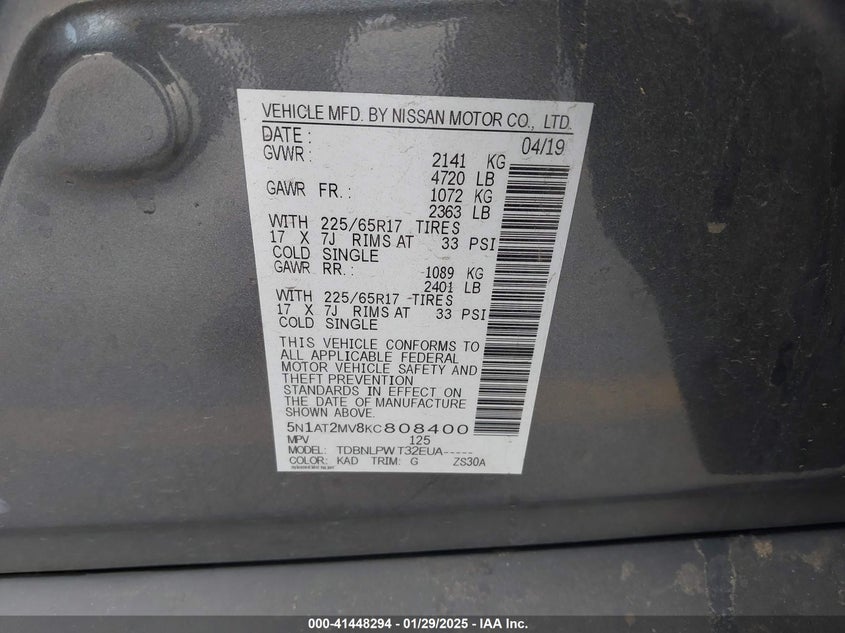 VEHICLE MFD. BY NISSAN MOTOR CO., LTD.
DATE: 04/19
GVWR: 2141 KG
4720 LB
GAWR FR.: 1072 KG
2363 LB
WITH 225/65R17 TIRES
17 X 7J RIMS AT 33 PSI
COLD SINGLE
GAWR RR.: 1089 KG
2401 LB
WITH 225/65R17 TIRES
17 X 7J RIMS AT 33 PSI
COLD SINGLE
THIS VEHICLE CONFORMS TO
ALL APPLICABLE FEDERAL
MOTOR VEHICLE SAFETY AND
THEFT PREVENTION
STANDARDS IN EFFECT ON
THE DATE OF MANUFACTURE
SHOWN ABOVE.
5N1AT2MV8KC808400
MPV 125
MODEL: TDBNLPW T32EUA-----
COLOR: KAD TRIM: G ZS30A
000-41448294 - 01/29/2025 - IAA Inc.